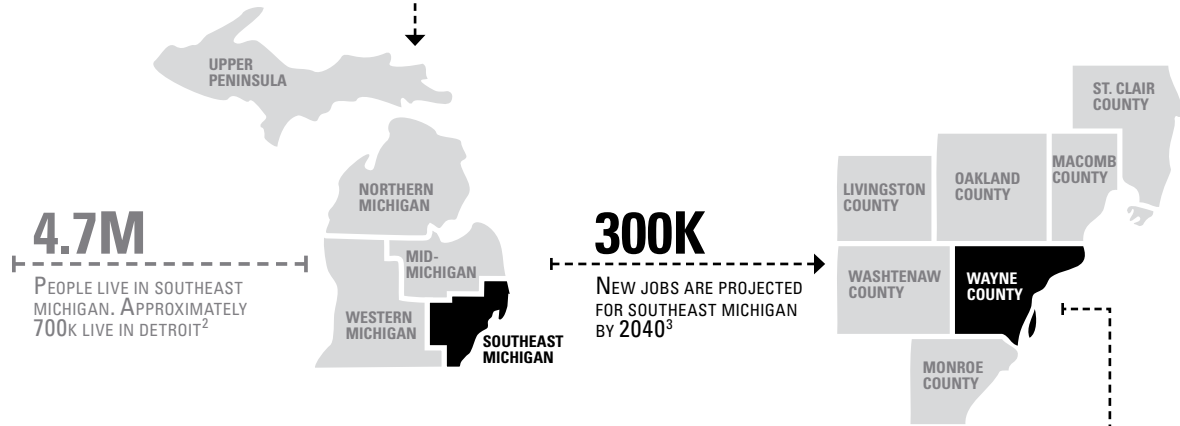 UPPER
PENINSULA
NORTHERN
MICHIGAN
MID-
MICHIGAN
WESTERN
MICHIGAN
SOUTHEAST
MICHIGAN
4.7M
PEOPLE LIVE IN SOUTHEAST
MICHIGAN. APPROXIMATELY
700K LIVE IN DETROIT²
300K
NEW JOBS ARE PROJECTED
FOR SOUTHEAST MICHIGAN
BY 2040³
ST. CLAIR
COUNTY
MACOMB
COUNTY
OAKLAND
COUNTY
LIVINGSTON
COUNTY
WASHTENAW
COUNTY
WAYNE
COUNTY
MONROE
COUNTY